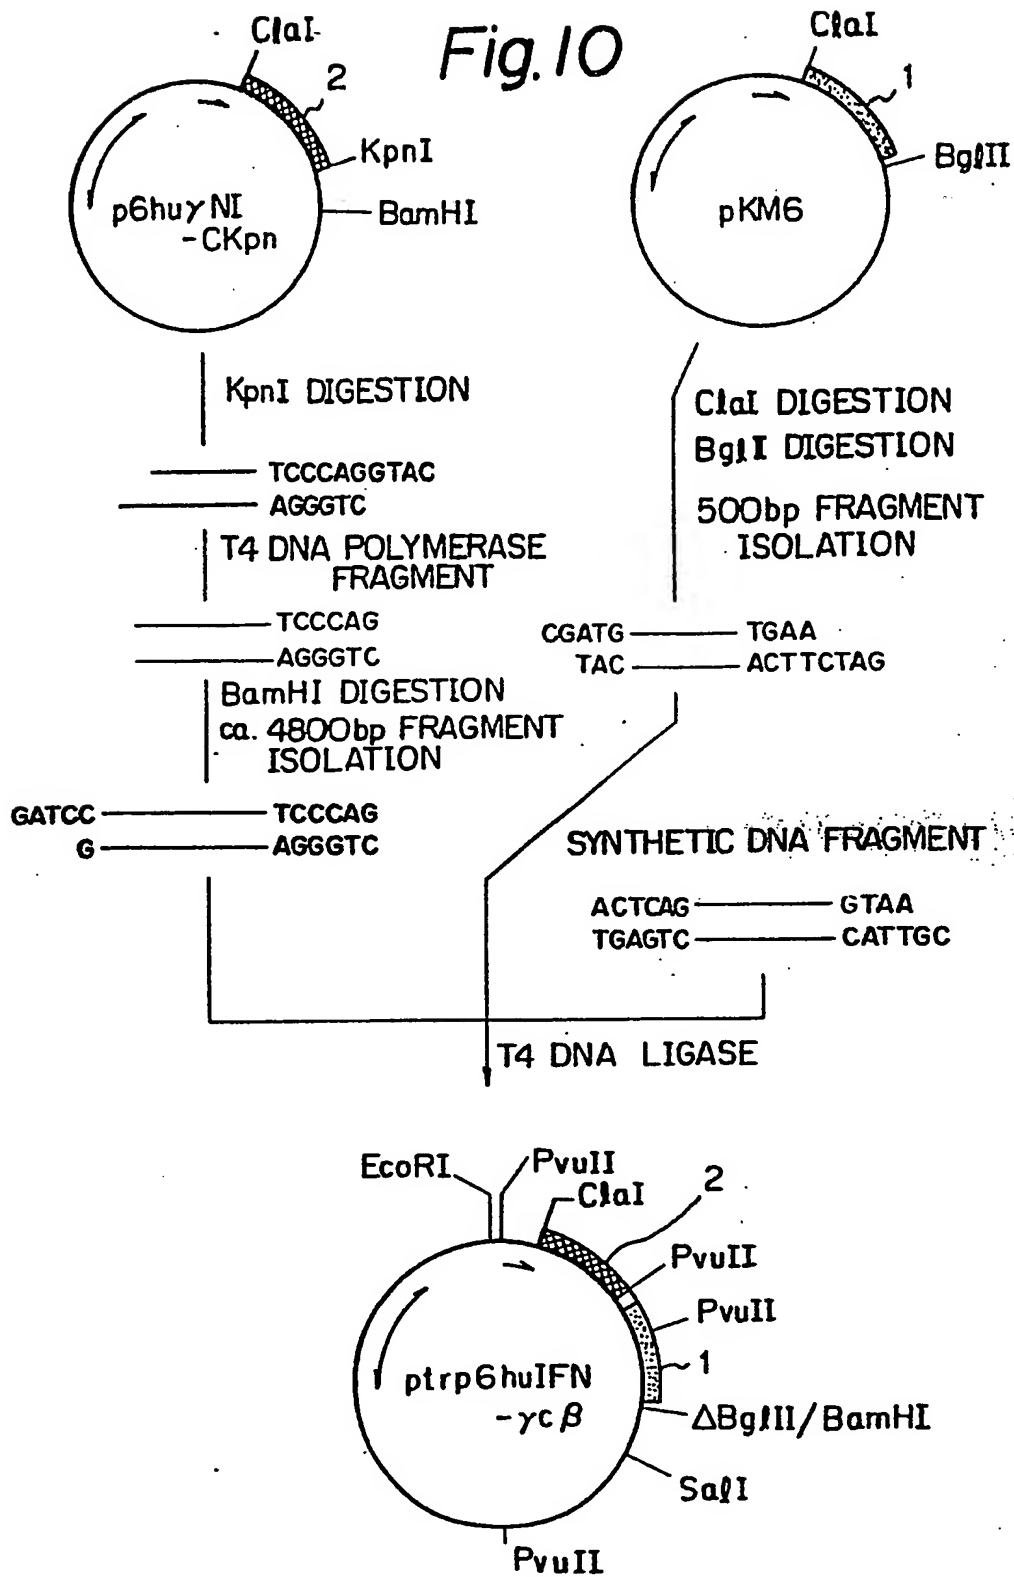 Fig. 10
ClaI
2
KpnI
BamHI
p6huγNI
-CKpn
ClaI
1
BglII
pKM6
KpnI DIGESTION
TCCCAGGTAC
AGGGTC
T4 DNA POLYMERASE
FRAGMENT
TCCCAG
AGGGTC
BamHI DIGESTION
ca. 4800bp FRAGMENT
ISOLATION
GATCC TCCCAG
G AGGGTC
ClaI DIGESTION
BglI DIGESTION
500bp FRAGMENT
ISOLATION
CGATG TGAA
TAC ACTTCTAG
SYNTHETIC DNA FRAGMENT
ACTCAG GTAA
TGAGTC CATTGC
T4 DNA LIGASE
EcoRI
PvuII
ClaI
2
PvuII
PvuII
1
ptrp6huIFN
-γcβ
ΔBglII/BamHI
SalI
PvuII